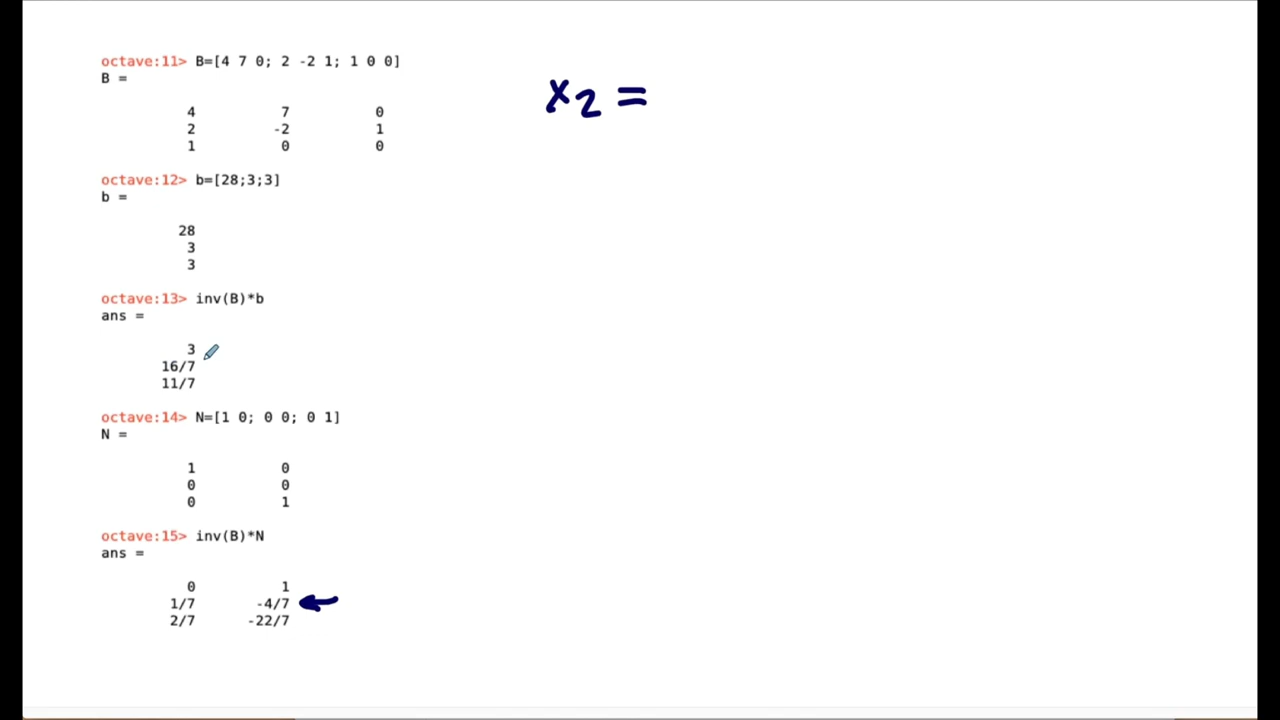 octave:11> B=[4 7 0; 2 -2 1; 1 0 0]
B =
4 7 0
2 -2 1
1 0 0
octave:12> b=[28;3;3]
b =
28
3
3
octave:13> inv(B)*b
ans =
3
16/7
11/7
octave:14> N=[1 0; 0 0; 0 1]
N =
1 0
0 0
0 1
octave:15> inv(B)*N
ans =
0 1
1/7 -4/7
2/7 -22/7
x₂ =